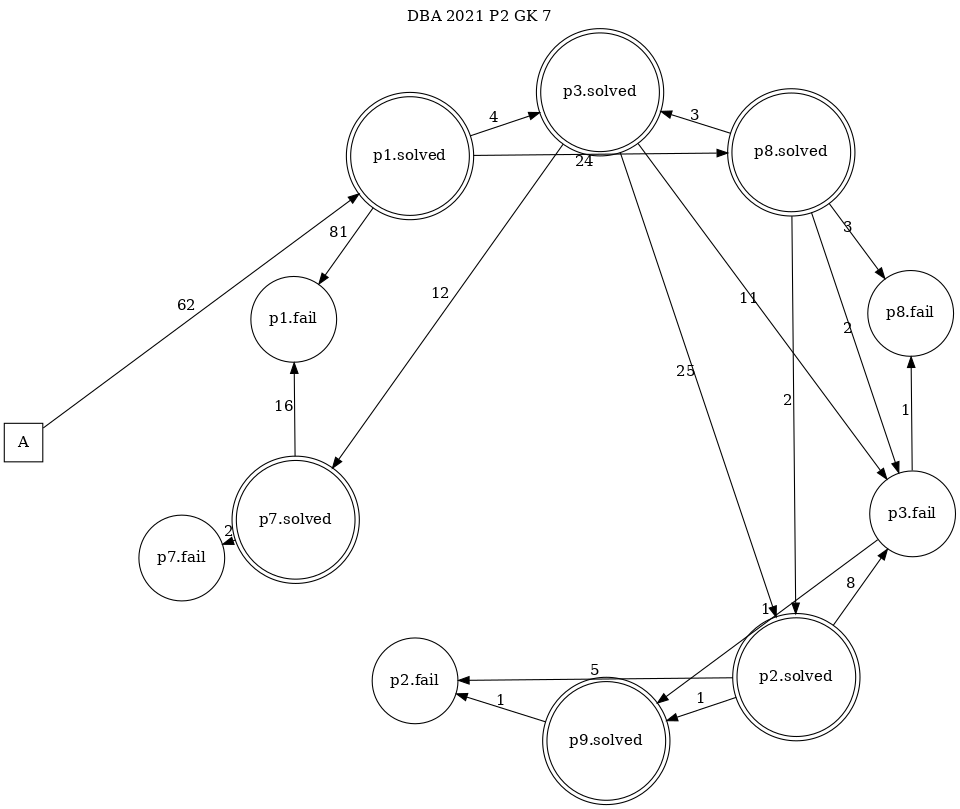 DBA 2021 P2 GK 7
p3.solved
p8.solved
p1.solved
4
3
24
81
3
62
12
11
2
25
2
p1.fail
p8.fail
16
1
A
p7.solved
p3.fail
2
p7.fail
8
1
5
1
1
p2.fail
p2.solved
p9.solved